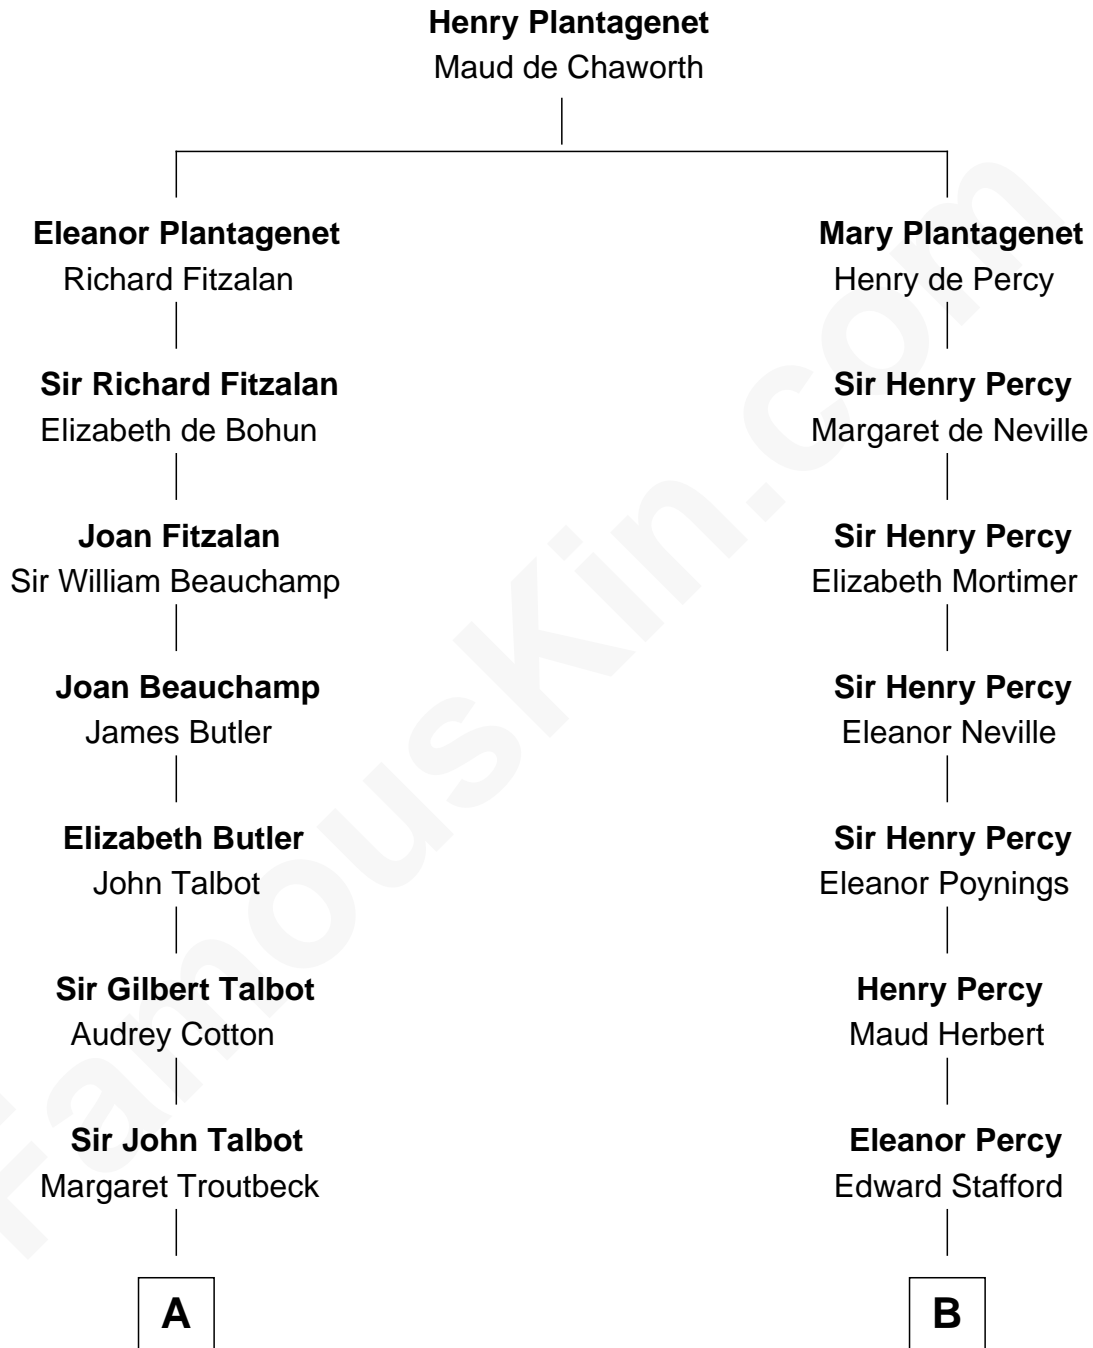 Henry Plantagenet
Maud de Chaworth
Eleanor Plantagenet
Richard Fitzalan
Mary Plantagenet
Henry de Percy
Sir Richard Fitzalan
Elizabeth de Bohun
Sir Henry Percy
Margaret de Neville
Joan Fitzalan
Sir William Beauchamp
Sir Henry Percy
Elizabeth Mortimer
Joan Beauchamp
James Butler
Sir Henry Percy
Eleanor Neville
Elizabeth Butler
John Talbot
Sir Henry Percy
Eleanor Poynings
Sir Gilbert Talbot
Audrey Cotton
Henry Percy
Maud Herbert
Sir John Talbot
Margaret Troutbeck
Eleanor Percy
Edward Stafford
A
B
FamousKin.com